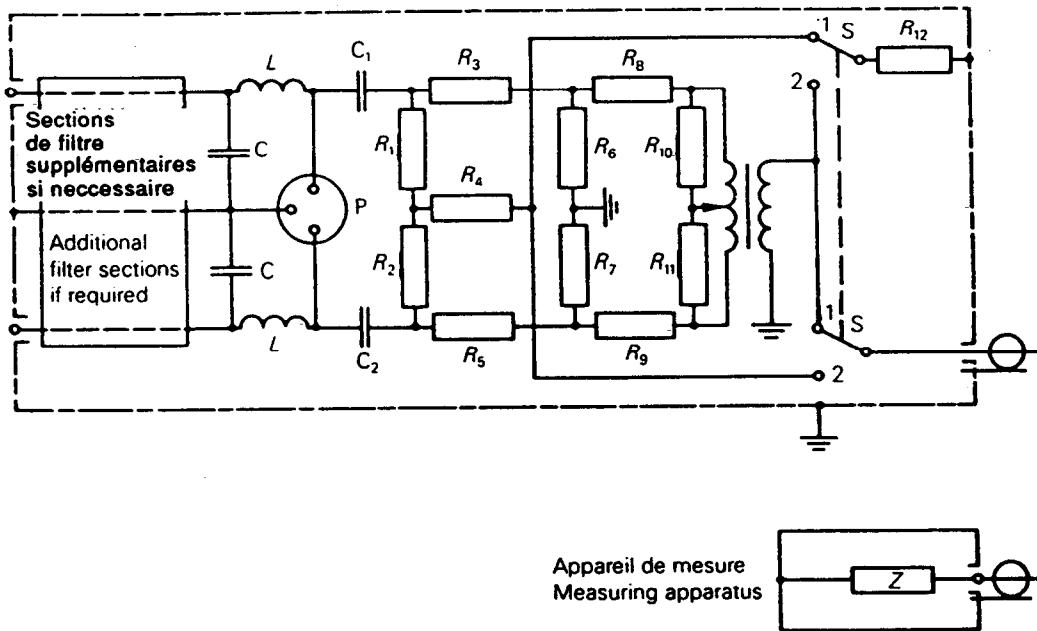 1 S
R12
L
C1
R3
R8
2
Sections
de filtre
supplémentaires
si neccessaire
C
R1
R4
R6
R10
P
Additional
filter sections
if required
C
R2
R7
R11
1 S
L
C2
R5
R9
2
Appareil de mesure
Measuring apparatus
Z